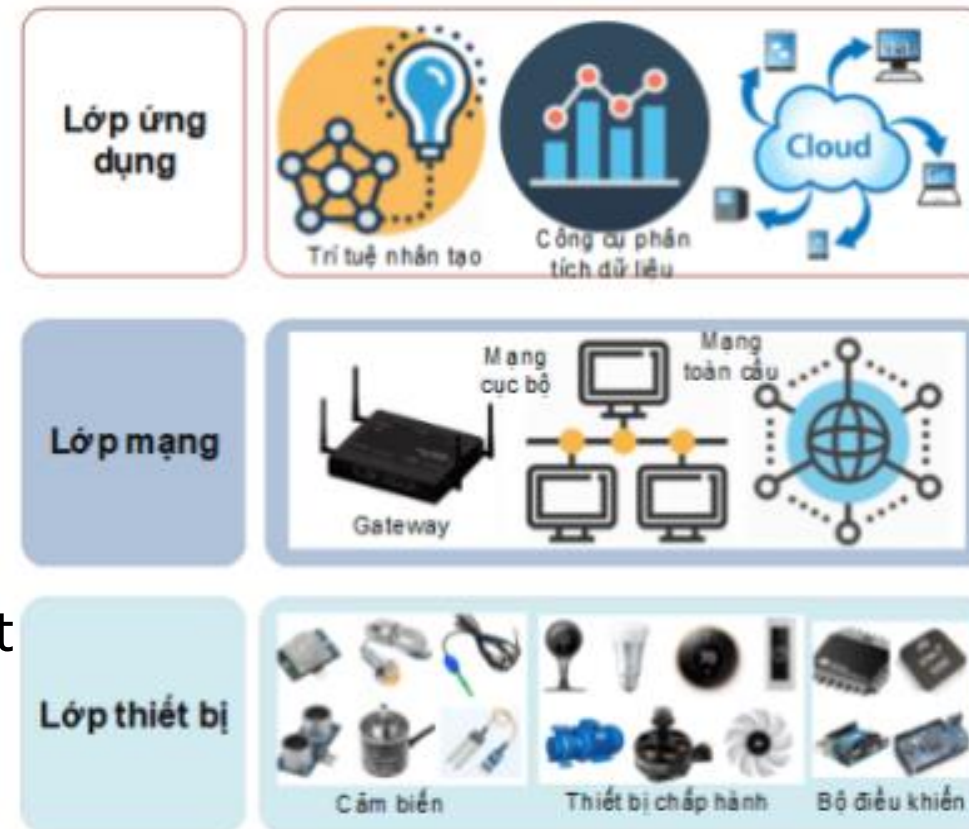 Lớp ứng
dụng
Trí tuệ nhân tạo
Công cụ phân
tích dữ liệu
Cloud
Lớp mạng
Gateway
Mạng
cục bộ
Mạng
toàn cầu
t
Lớp thiết bị
Cảm biến
Thiết bị chấp hành
Bộ điều khiển